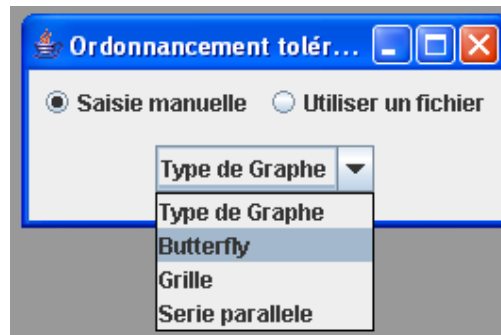 Ordonnancement tolér...
Saisie manuelle Utiliser un fichier
Type de Graphe
Type de Graphe
Butterfly
Grille
Serie parallele